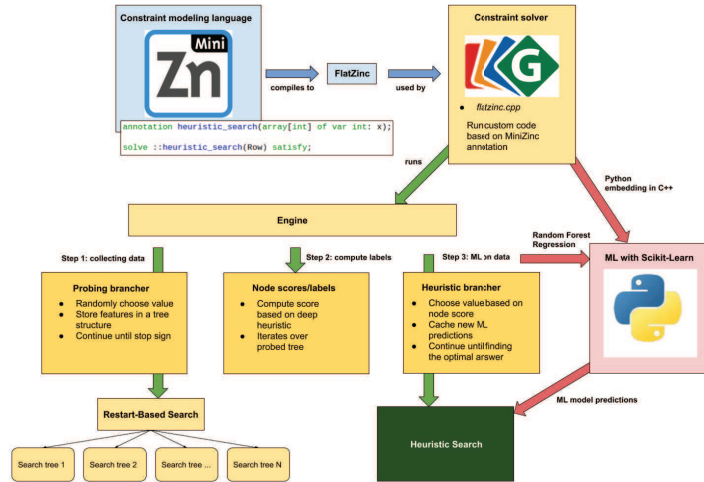 Constraint modeling language
Mini
Zn
annotation heuristic_search(array[int] of var int: x);
solve ::heuristic_search(Row) satisfy;
compiles to
FlatZinc
used by
Constraint solver
G
● flatzinc.cpp
Run custom code
based on MiniZinc
annotation
runs
Python
embedding in C++
Engine
Random Forest
Regression
Step 1: collecting data
Step 2: compute labels
Step 3: ML on data
ML with Scikit-Learn
Probing brancher
● Randomly choose value
● Store features in a tree
structure
● Continue until stop sign
Node scores/labels
● Compute score
based on deep
heuristic
● Iterates over
probed tree
Heuristic brancher
● Choose value based on
node score
● Cache new ML
predictions
● Continue until finding
the optimal answer
ML model predictions
Restart-Based Search
Heuristic Search
Search tree 1
Search tree 2
Search tree ...
Search tree N